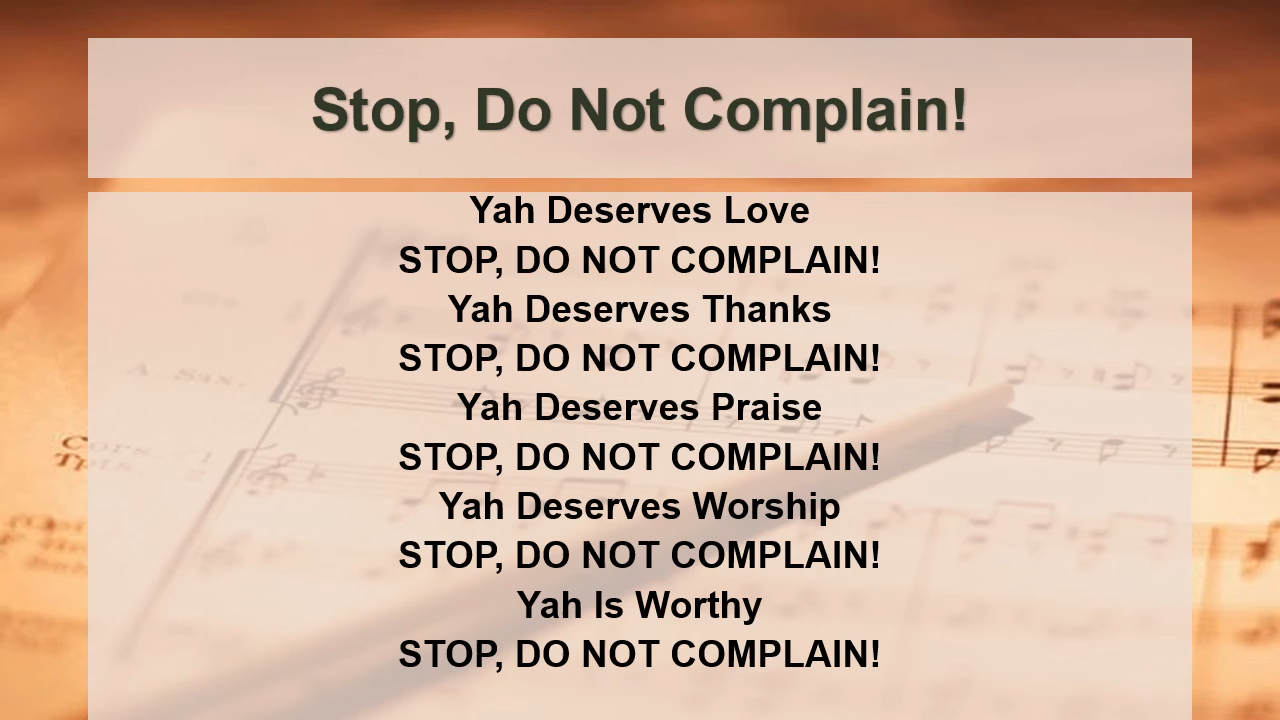 Stop, Do Not Complain!
Yah Deserves Love
STOP, DO NOT COMPLAIN!
Yah Deserves Thanks
STOP, DO NOT COMPLAIN!
Yah Deserves Praise
STOP, DO NOT COMPLAIN!
Yah Deserves Worship
STOP, DO NOT COMPLAIN!
Yah Is Worthy
STOP, DO NOT COMPLAIN!
A. Sax.